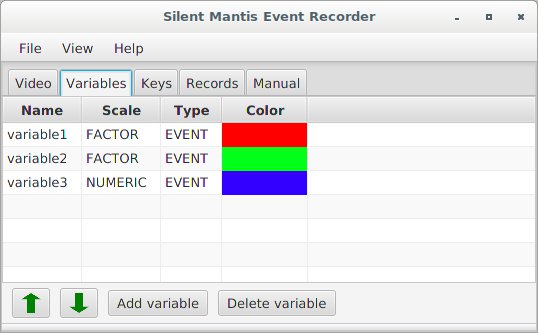 Silent Mantis Event Recorder
File View Help
Video Variables Keys Records Manual
Name Scale Type Color
variable1 FACTOR EVENT
variable2 FACTOR EVENT
variable3 NUMERIC EVENT
Add variable Delete variable